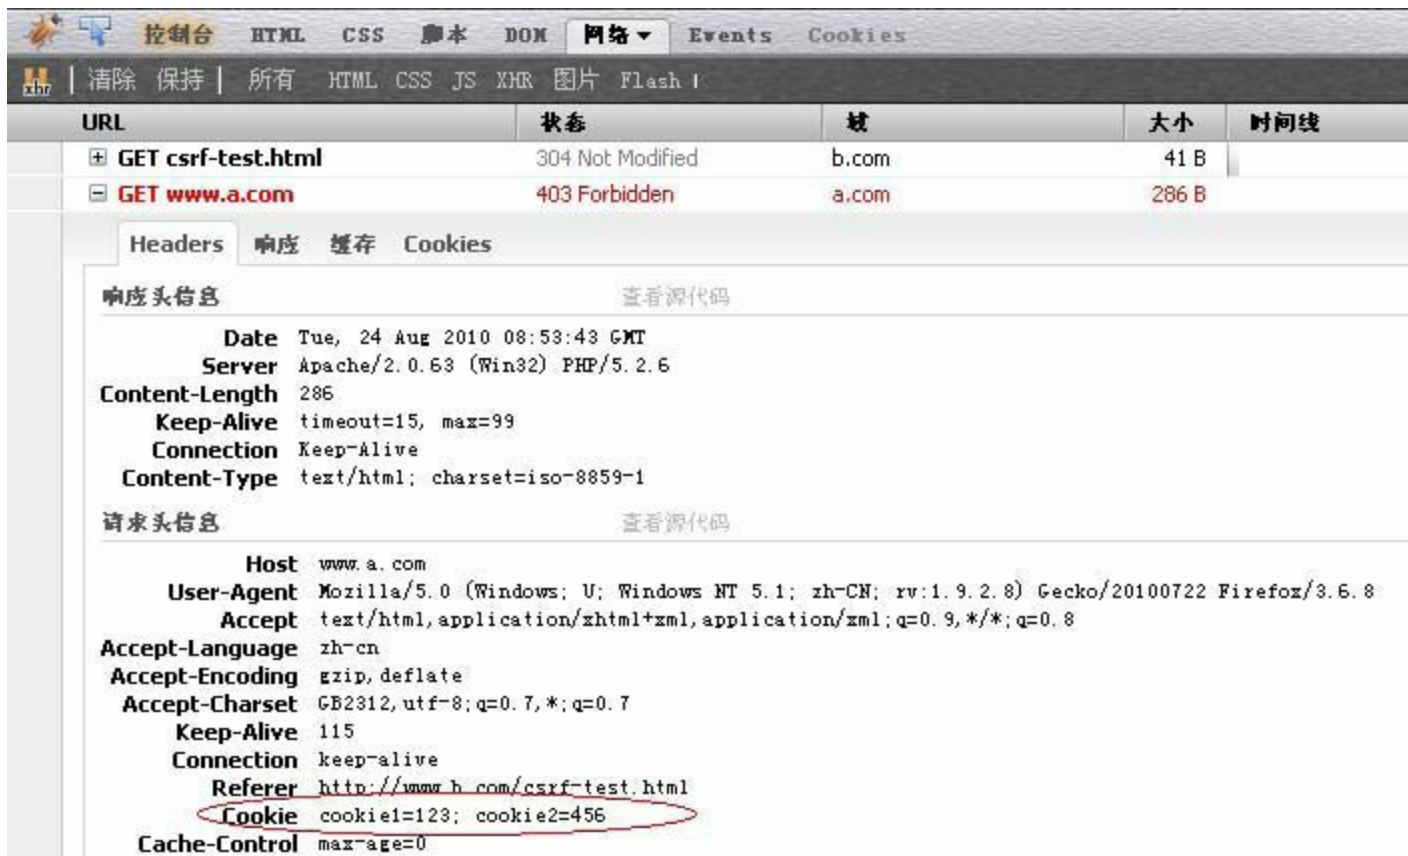 控制台 HTML CSS 脚本 DOM 网络 Events Cookies
xhr 清除 保持 所有 HTML CSS JS XHR 图片 Flash
URL 状态 域 大小 时间线
GET csrf-test.html 304 Not Modified b.com 41 B
GET www.a.com 403 Forbidden a.com 286 B
Headers 响应 缓存 Cookies
响应头信息 查看源代码
Date Tue, 24 Aug 2010 08:53:43 GMT
Server Apache/2.0.63 (Win32) PHP/5.2.6
Content-Length 286
Keep-Alive timeout=15, max=99
Connection Keep-Alive
Content-Type text/html; charset=iso-8859-1
请求头信息 查看源代码
Host www.a.com
User-Agent Mozilla/5.0 (Windows; U; Windows NT 5.1; zh-CN; rv:1.9.2.8) Gecko/20100722 Firefox/3.6.8
Accept text/html,application/xhtml+xml,application/xml;q=0.9,*/*;q=0.8
Accept-Language zh-cn
Accept-Encoding gzip,deflate
Accept-Charset GB2312,utf-8;q=0.7,*;q=0.7
Keep-Alive 115
Connection keep-alive
Referer http://www.b.com/csrf-test.html
Cookie cookie1=123; cookie2=456
Cache-Control max-age=0